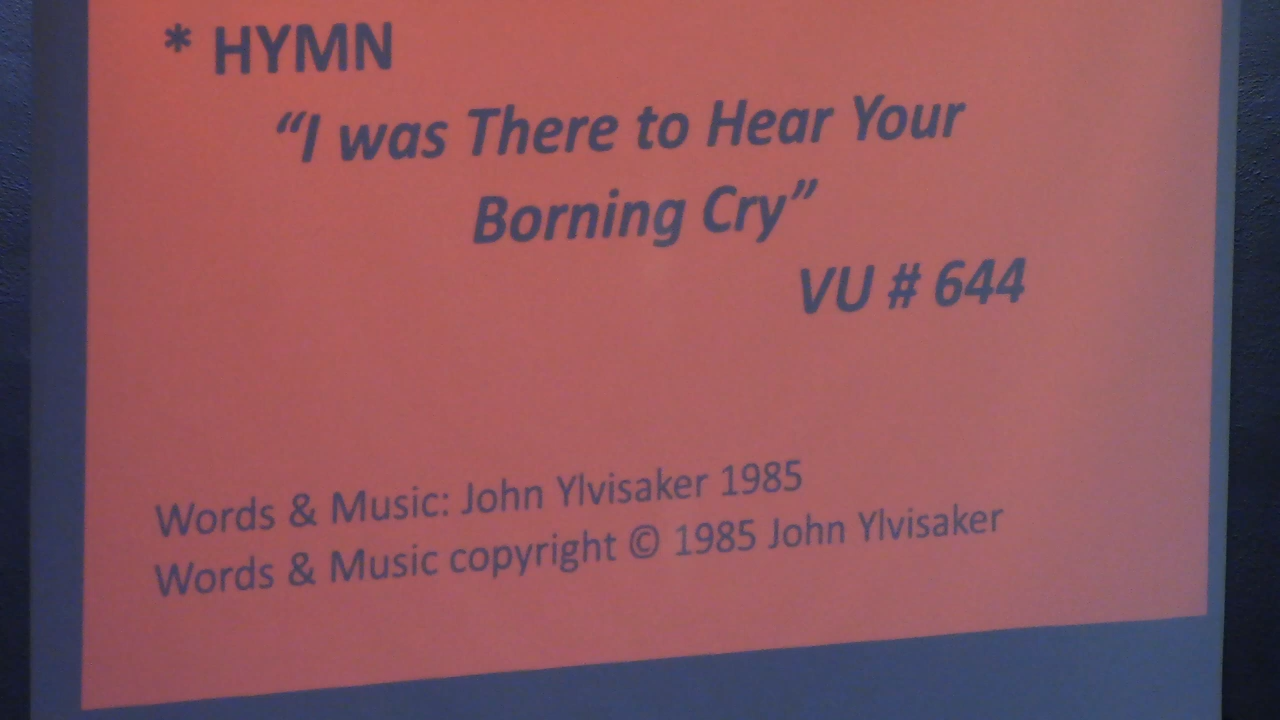 * HYMN
“I was There to Hear Your
Borning Cry”
VU # 644
Words & Music: John Ylvisaker 1985
Words & Music copyright © 1985 John Ylvisaker